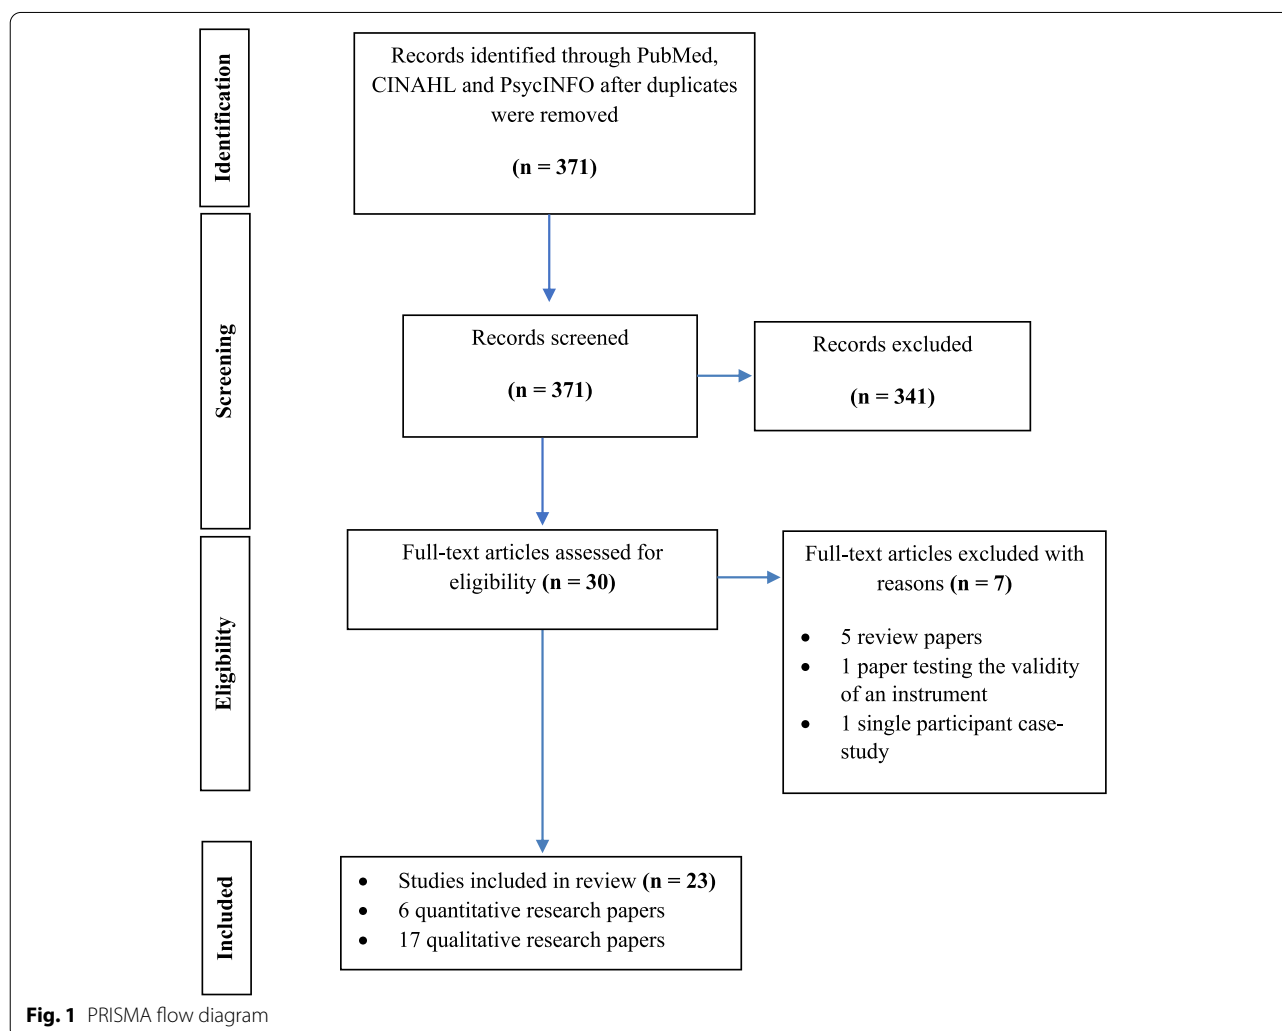 Identification
Records identified through PubMed,
CINAHL and PsycINFO after duplicates
were removed
(n = 371)
Screening
Records screened
(n = 371)
Records excluded
(n = 341)
Eligibility
Full-text articles assessed for
eligibility (n = 30)
Full-text articles excluded with
reasons (n = 7)
• 5 review papers
• 1 paper testing the validity
of an instrument
• 1 single participant case-
study
Included
• Studies included in review (n = 23)
• 6 quantitative research papers
• 17 qualitative research papers
Fig. 1 PRISMA flow diagram